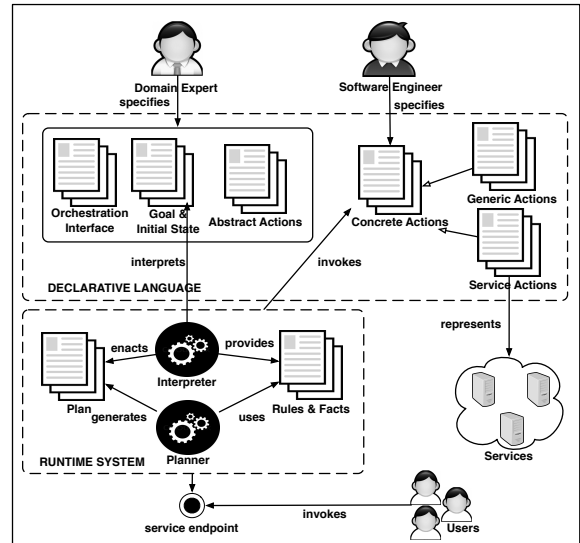 Domain Expert
Software Engineer
specifies
specifies
Orchestration
Interface
Goal &
Initial State
Abstract Actions
Concrete Actions
Generic Actions
Service Actions
interprets
invokes
DECLARATIVE LANGUAGE
represents
enacts
provides
Interpreter
Plan
Rules & Facts
generates
uses
Planner
RUNTIME SYSTEM
Services
service endpoint
invokes
Users